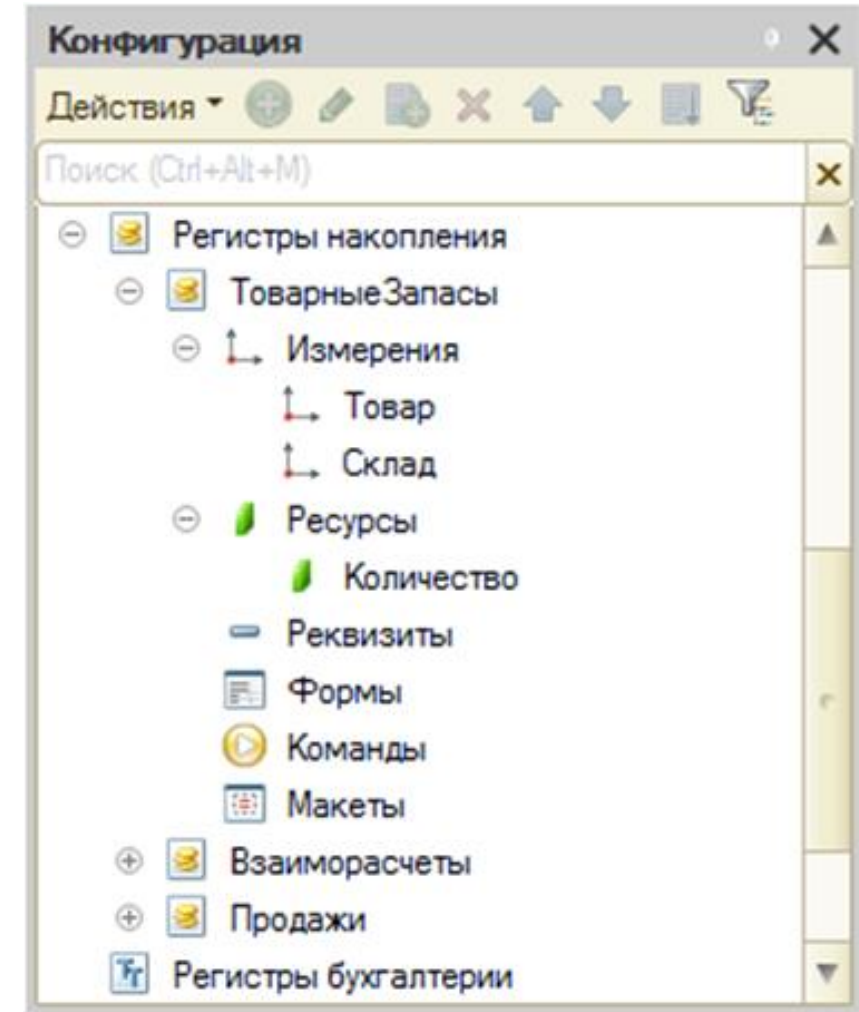 Конфигурация
Действия
Поиск (Ctrl+Alt+M)
Регистры накопления
ТоварныеЗапасы
Измерения
Товар
Склад
Ресурсы
Количество
Реквизиты
Формы
Команды
Макеты
Взаиморасчеты
Продажи
Регистры бухгалтерии